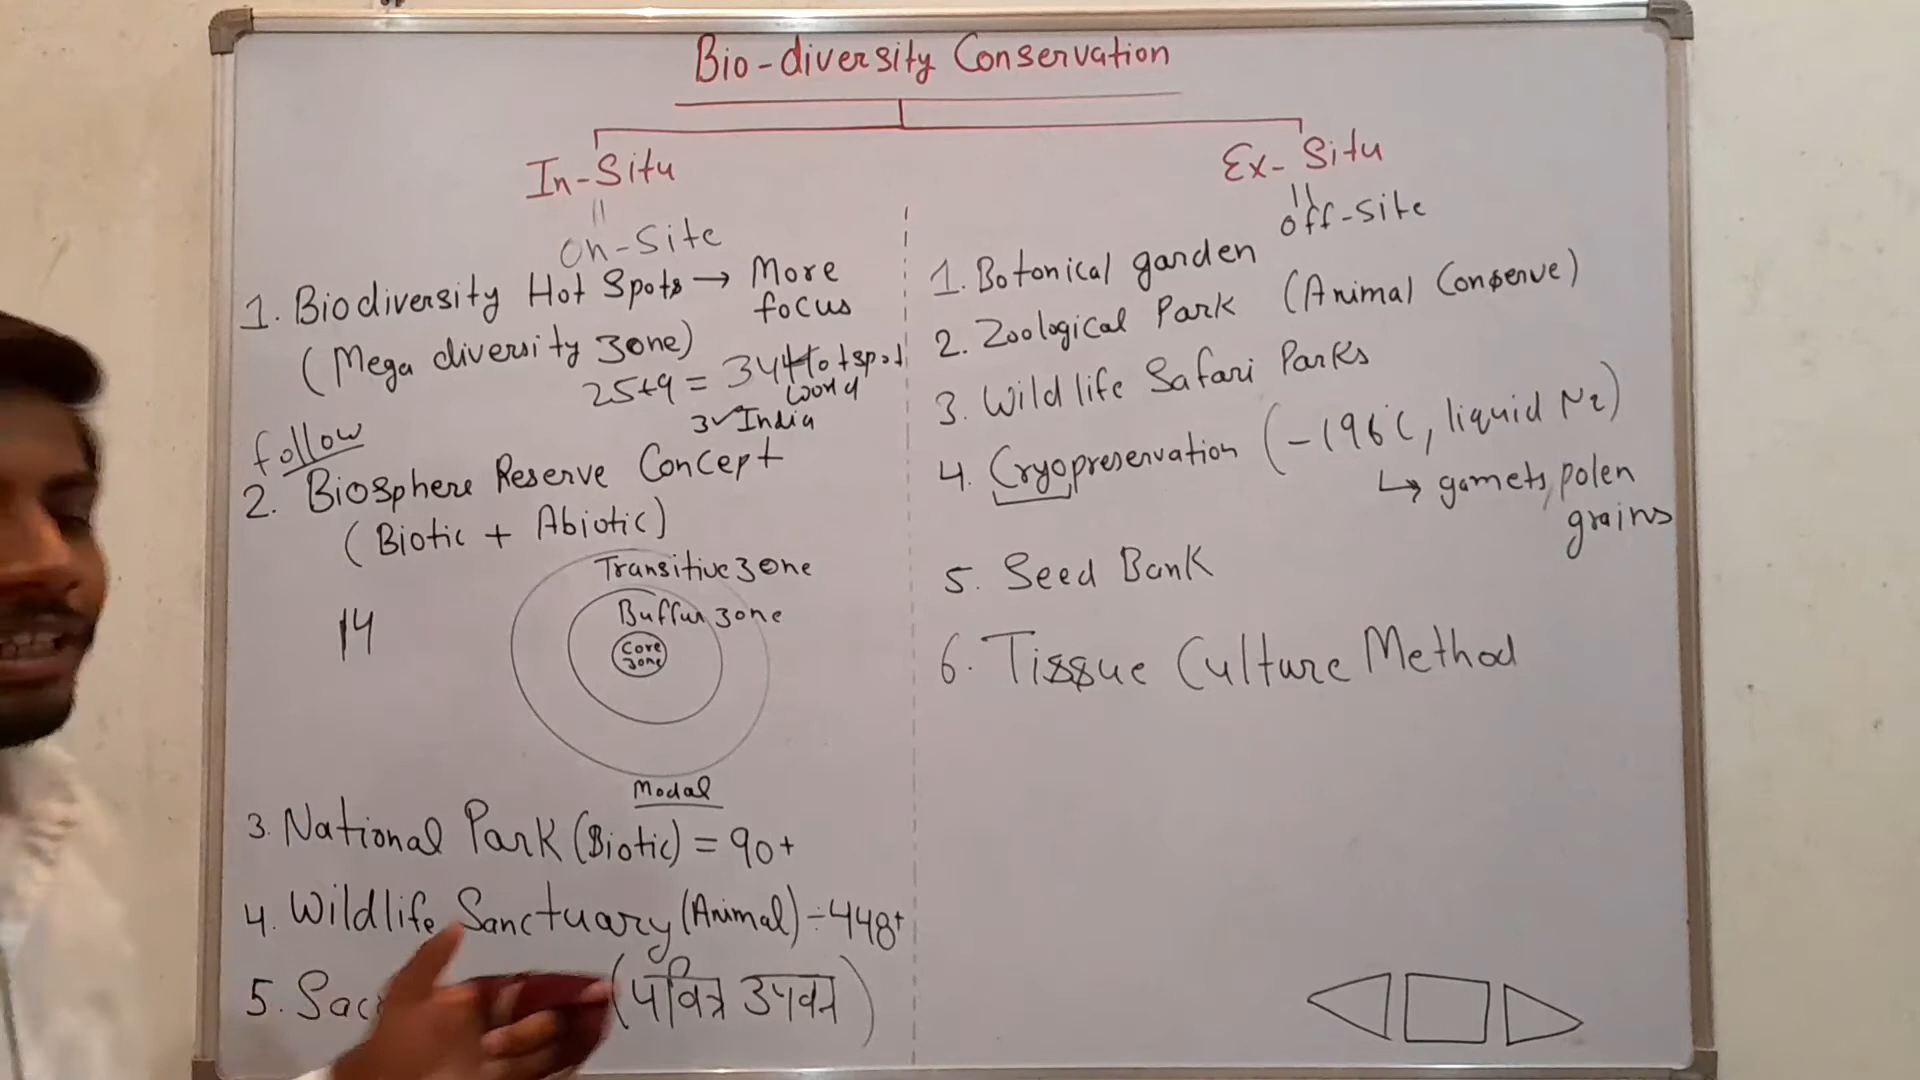 Bio-diversity Conservation
In-Situ
On-Site
1. Biodiversity Hot Spots → More focus
(Mega diversity zone)
25+9 = 34 Hotspot
World
3✓India
follow
2. Biosphere Reserve Concept
(Biotic + Abiotic)
14
Transitive zone
Buffur zone
Core zone
Modal
3. National Park (Biotic) = 90+
4. Wildlife Sanctuary (Animal) - 448+
5. Sac
(पवित्र उपवन)
Ex-Situ
off-site
1. Botonical garden
2. Zoological Park (Animal Conserve)
3. Wild life Safari Parks
4. Cryopreservation (-196C, liquid N2)
↳ gamets, polen
grains
5. Seed Bank
6. Tissue Culture Method